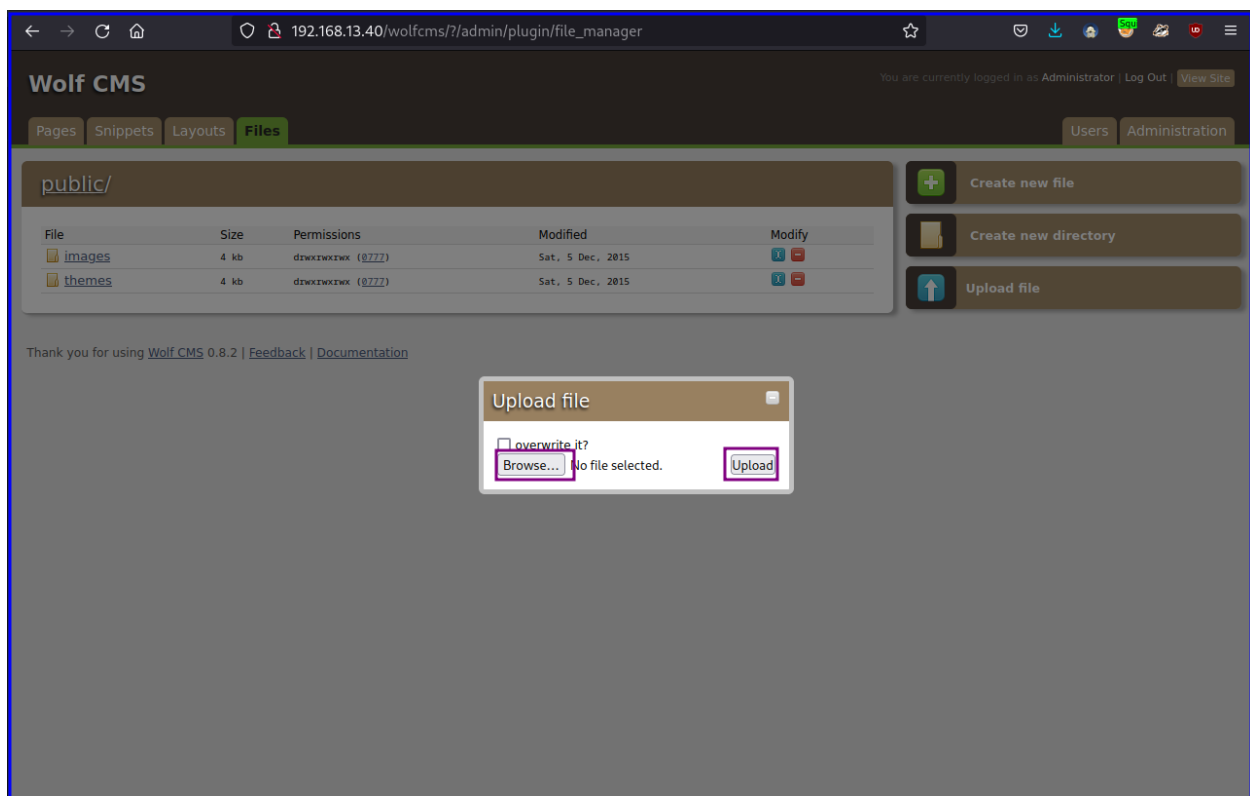 192.168.13.40/wolfcms/?/admin/plugin/file_manager
Squ
Wolf CMS
You are currently logged in as Administrator | Log Out | View Site
Pages Snippets Layouts Files Users Administration
public/
Create new file
File Size Permissions Modified Modify
images 4 kb drwxrwxrwx (0777) Sat, 5 Dec, 2015
Create new directory
themes 4 kb drwxrwxrwx (0777) Sat, 5 Dec, 2015
Upload file
Thank you for using Wolf CMS 0.8.2 | Feedback | Documentation
Upload file
overwrite it?
Browse... No file selected. Upload